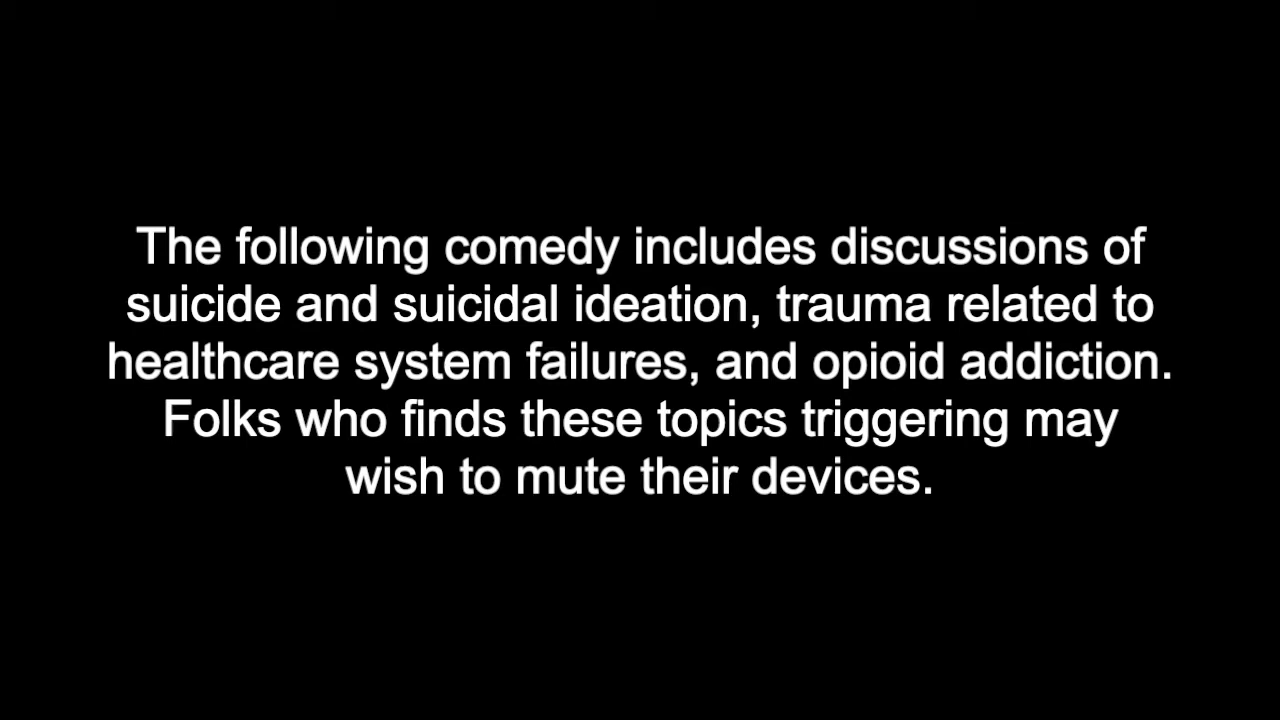 The following comedy includes discussions of
suicide and suicidal ideation, trauma related to
healthcare system failures, and opioid addiction.
Folks who finds these topics triggering may
wish to mute their devices.